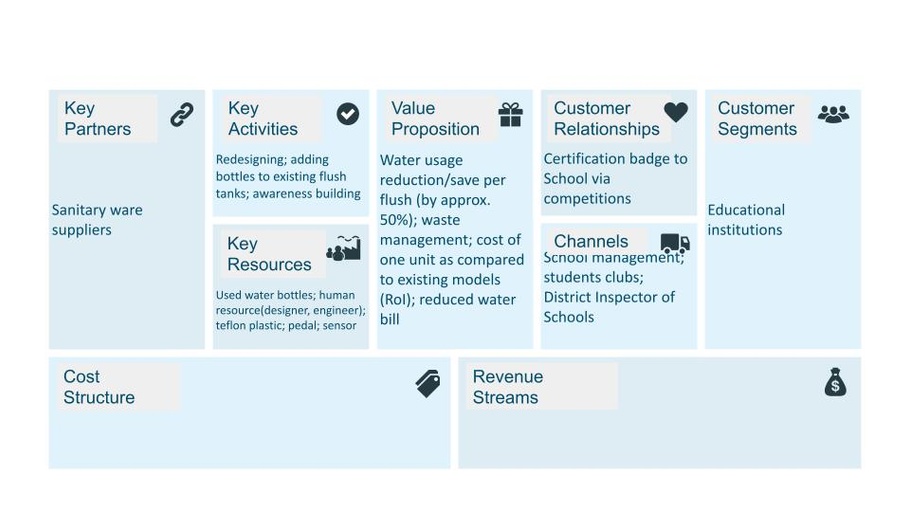 Key
Partners
Sanitary ware
suppliers
Key
Activities
Redesigning; adding
bottles to existing flush
tanks; awareness building
Key
Resources
Used water bottles; human
resource(designer, engineer);
teflon plastic; pedal; sensor
Value
Proposition
Water usage
reduction/save per
flush (by approx.
50%); waste
management; cost of
one unit as compared
to existing models
(RoI); reduced water
bill
Customer
Relationships
Certification badge to
School via
competitions
Channels
School management;
students clubs;
District Inspector of
Schools
Customer
Segments
Educational
institutions
Cost
Structure
Revenue
Streams
$